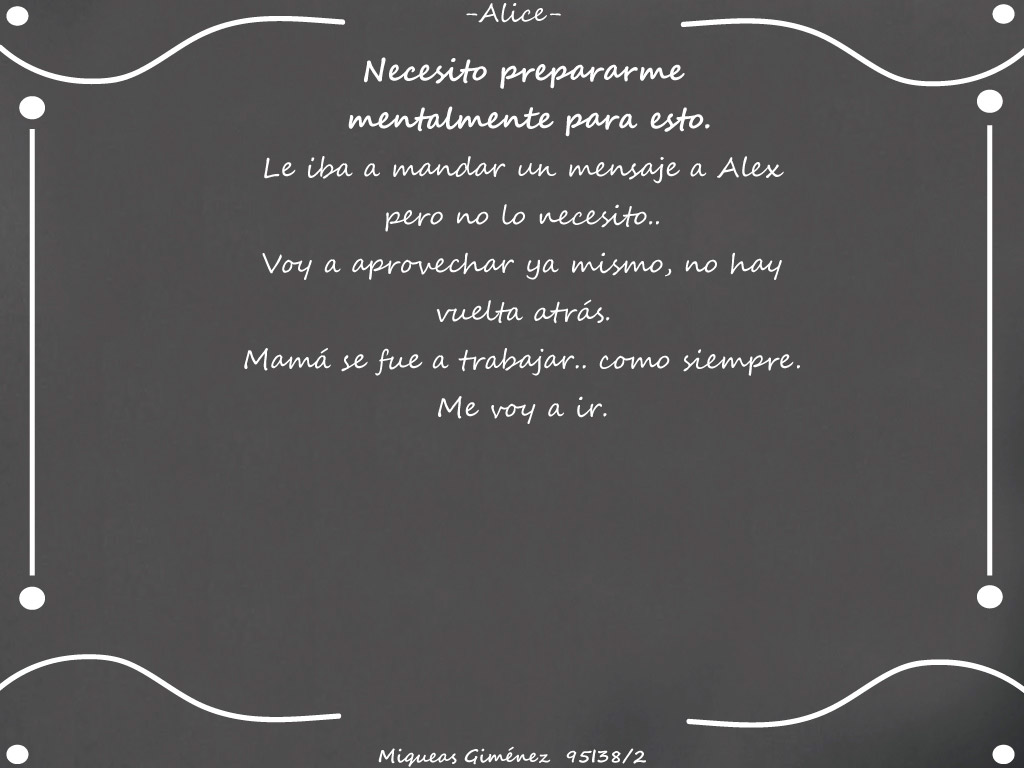 -Alice-
Necesito prepararme
mentalmente para esto.
Le iba a mandar un mensaje a Alex
pero no lo necesito..
Voy a aprovechar ya mismo, no hay
vuelta atrás.
Mamá se fue a trabajar.. como siempre.
Me voy a ir.
Miqueas Giménez 95138/2